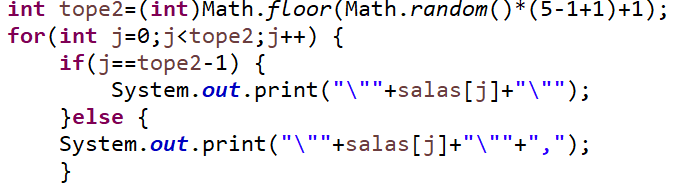 int tope2=(int)Math.floor(Math.random()*(5-1+1)+1);
for(int j=0;j<tope2;j++) {
    if(j==tope2-1) {
        System.out.print("\""+salas[j]+"\"");
    }else {
    System.out.print("\""+salas[j]+"\""+",");
    }